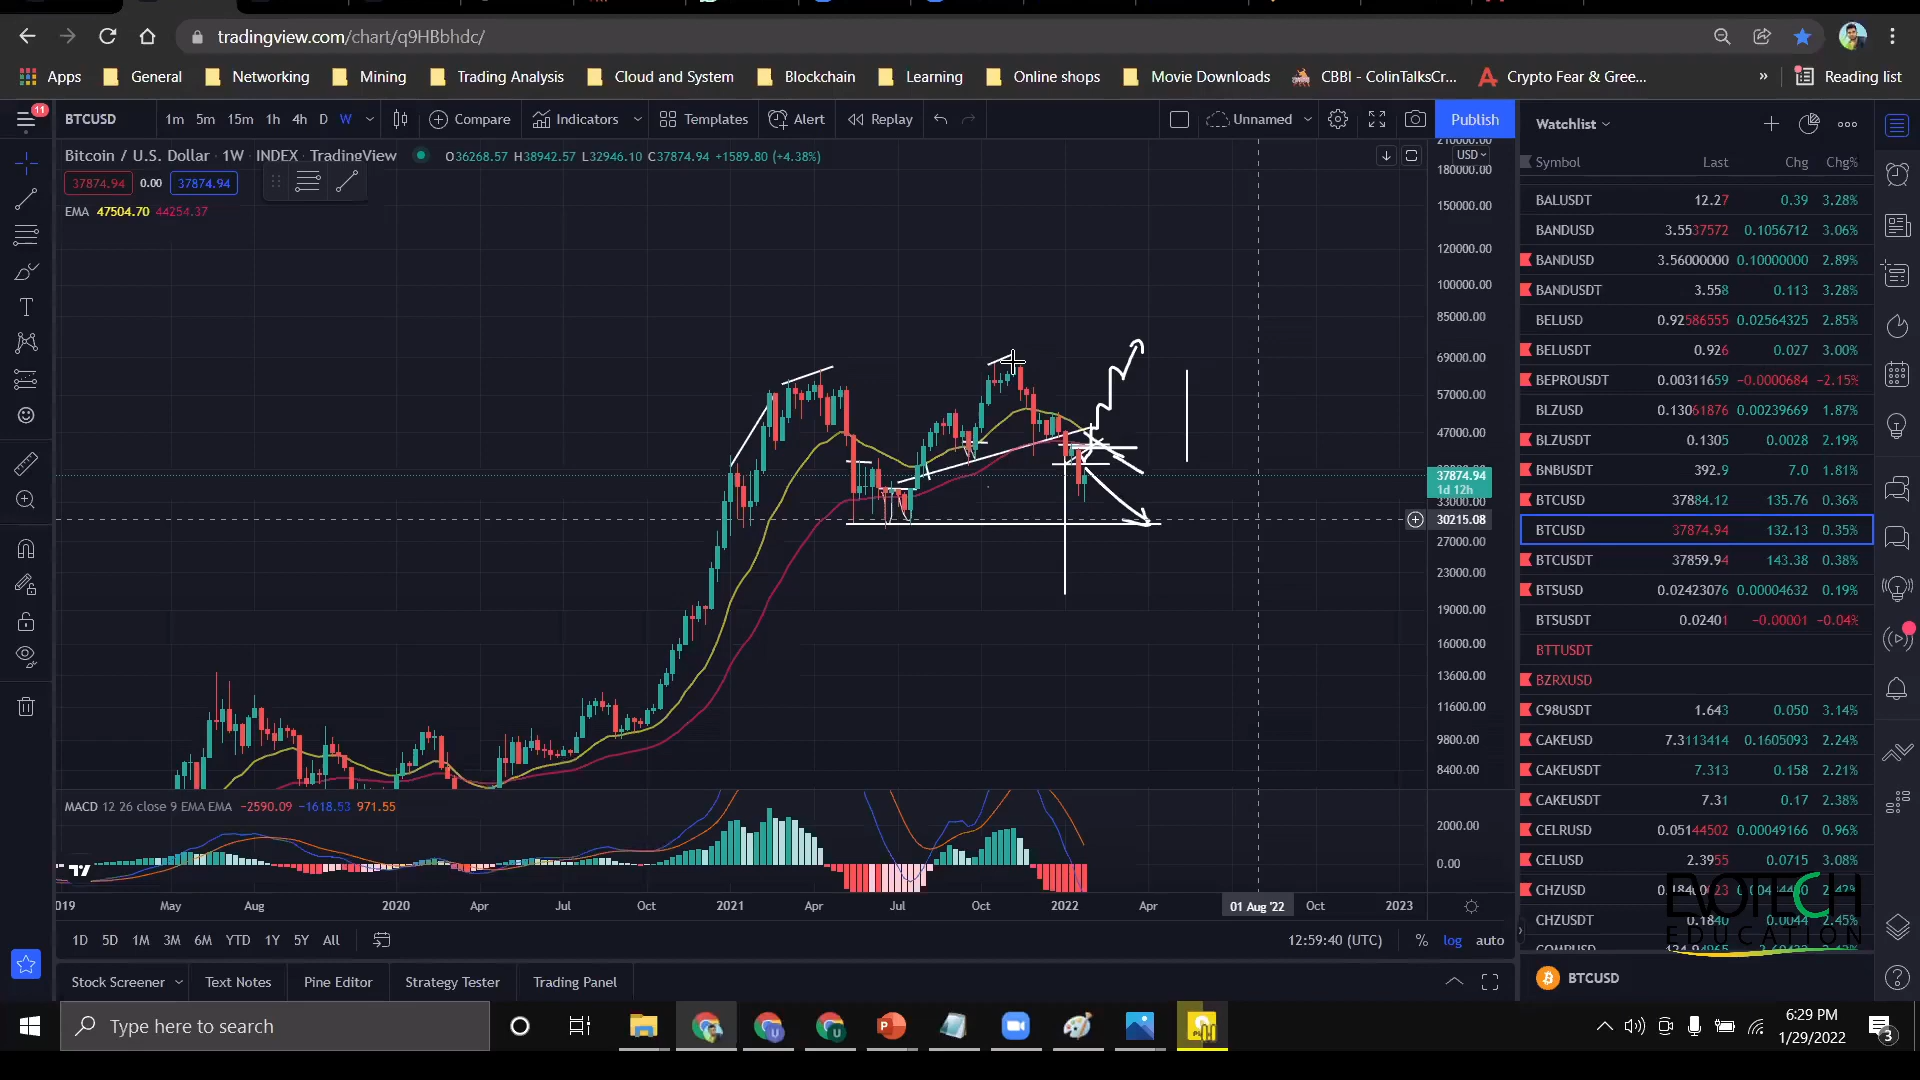 tradingview.com/chart/q9HBbhdc/
Apps General Networking Mining Trading Analysis Cloud and System Blockchain Learning Online shops Movie Downloads CBBI - ColinTalksCr... Crypto Fear & Gree... » Reading list
11 BTCUSD 1m 5m 15m 1h 4h D W Compare Indicators Templates Alert Replay Unnamed Publish Watchlist
Bitcoin / U.S. Dollar · 1W · INDEX · TradingView O36268.57 H38942.57 L32946.10 C37874.94 +1589.80 (+4.38%)
37874.94 0.00 37874.94
EMA 47504.70 44254.37
USD
210000.00
180000.00
150000.00
120000.00
100000.00
85000.00
69000.00
57000.00
47000.00
37874.94
1d 12h
33000.00
30215.08
27000.00
23000.00
19000.00
16000.00
13600.00
11600.00
9800.00
8400.00
MACD 12 26 close 9 EMA EMA −2590.09 −1618.53 971.55
2000.00
0.00
019 May Aug 2020 Apr Jul Oct 2021 Apr Jul Oct 2022 Apr 01 Aug '22 Oct 2023
1D 5D 1M 3M 6M YTD 1Y 5Y All 12:59:40 (UTC) % log auto
Stock Screener Text Notes Pine Editor Strategy Tester Trading Panel
Symbol Last Chg Chg%
BALUSDT 12.27 0.39 3.28%
BANDUSD 3.5537572 0.1056712 3.06%
BANDUSD 3.56000000 0.10000000 2.89%
BANDUSDT 3.558 0.113 3.28%
BELUSD 0.92586555 0.02564325 2.85%
BELUSDT 0.926 0.027 3.00%
BEPROUSDT 0.00311659 −0.0000684 −2.15%
BLZUSD 0.13061876 0.00239669 1.87%
BLZUSDT 0.1305 0.0028 2.19%
BNBUSDT 392.9 7.0 1.81%
BTCUSD 37884.12 135.76 0.36%
BTCUSD 37874.94 132.13 0.35%
BTCUSDT 37859.94 143.38 0.38%
BTSUSD 0.02423076 0.00004632 0.19%
BTSUSDT 0.02401 −0.00001 −0.04%
BTTUSDT
BZRXUSD
C98USDT 1.643 0.050 3.14%
CAKEUSD 7.3113414 0.1605093 2.24%
CAKEUSDT 7.313 0.158 2.21%
CAKEUSDT 7.31 0.17 2.38%
CELRUSD 0.05144502 0.00049166 0.96%
CELUSD 2.3955 0.0715 3.08%
CHZUSD
CHZUSDT 0.1840 0.0044 2.45%
EVOTECH
EDUCATION
BTCUSD
Type here to search
6:29 PM
1/29/2022
3